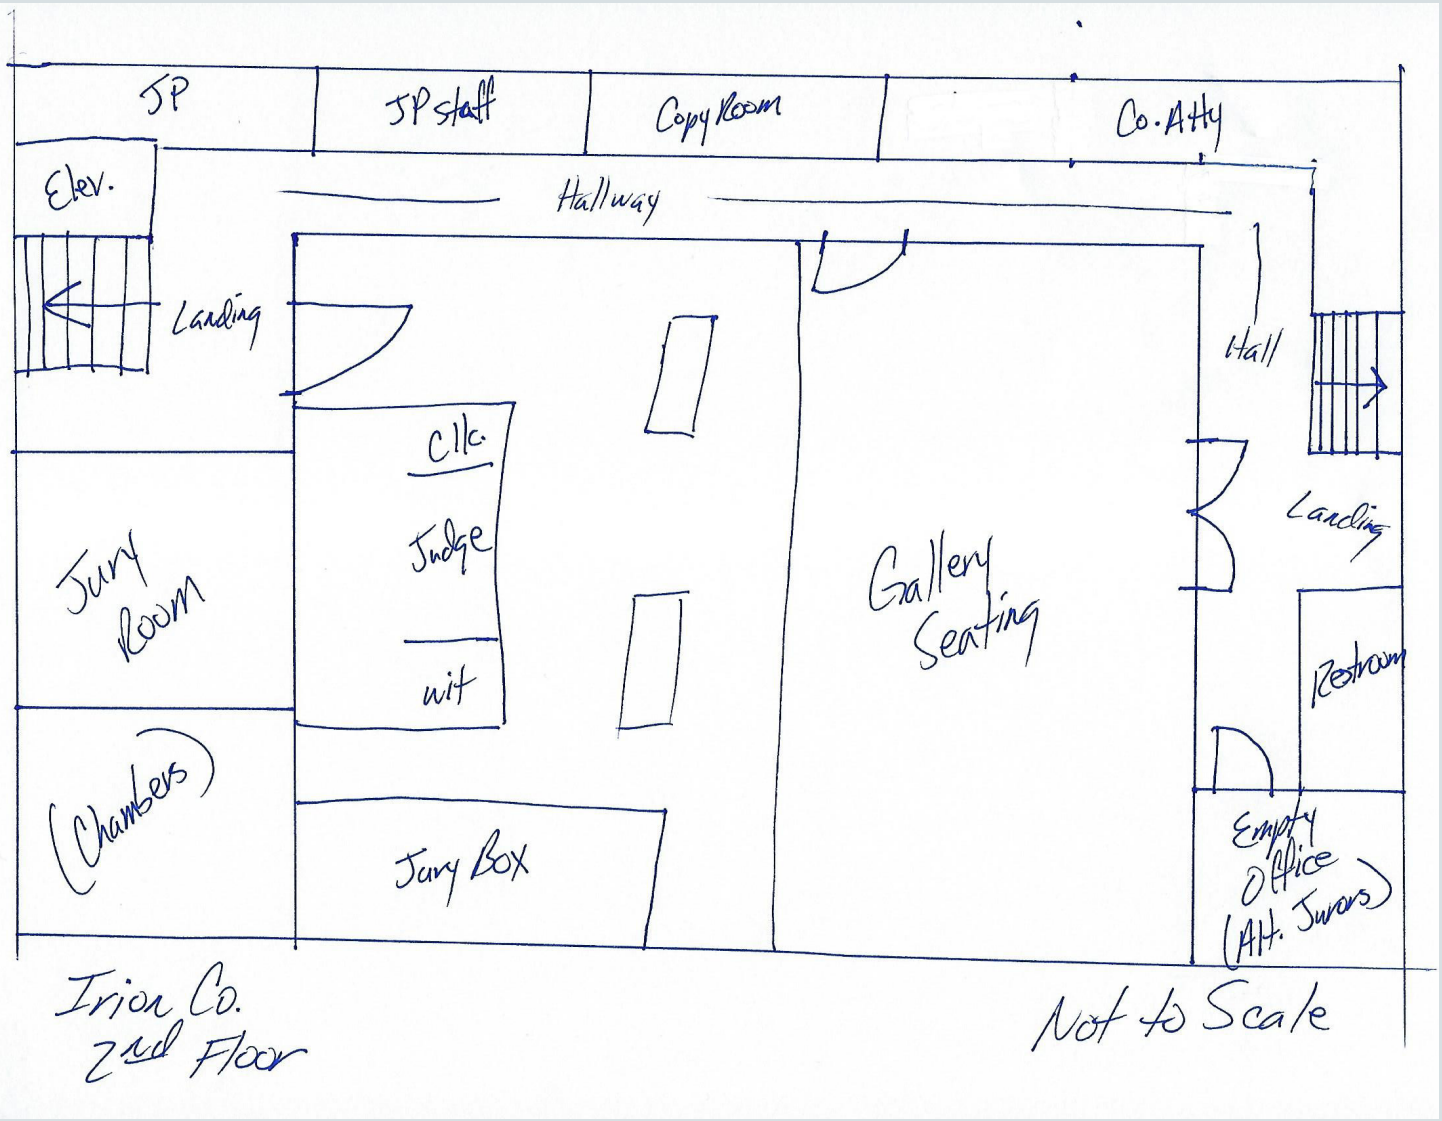 JP
JP staff
Copy Room
Co. Atty
Elev.
Hallway
Landing
Hall
Clk.
Judge
wit
Gallery
Seating
Landing
Jury
Room
Restroom
(Chambers)
Jury Box
Empty
Office
(Alt. Jurors)
Irion Co.
2nd Floor
Not to Scale